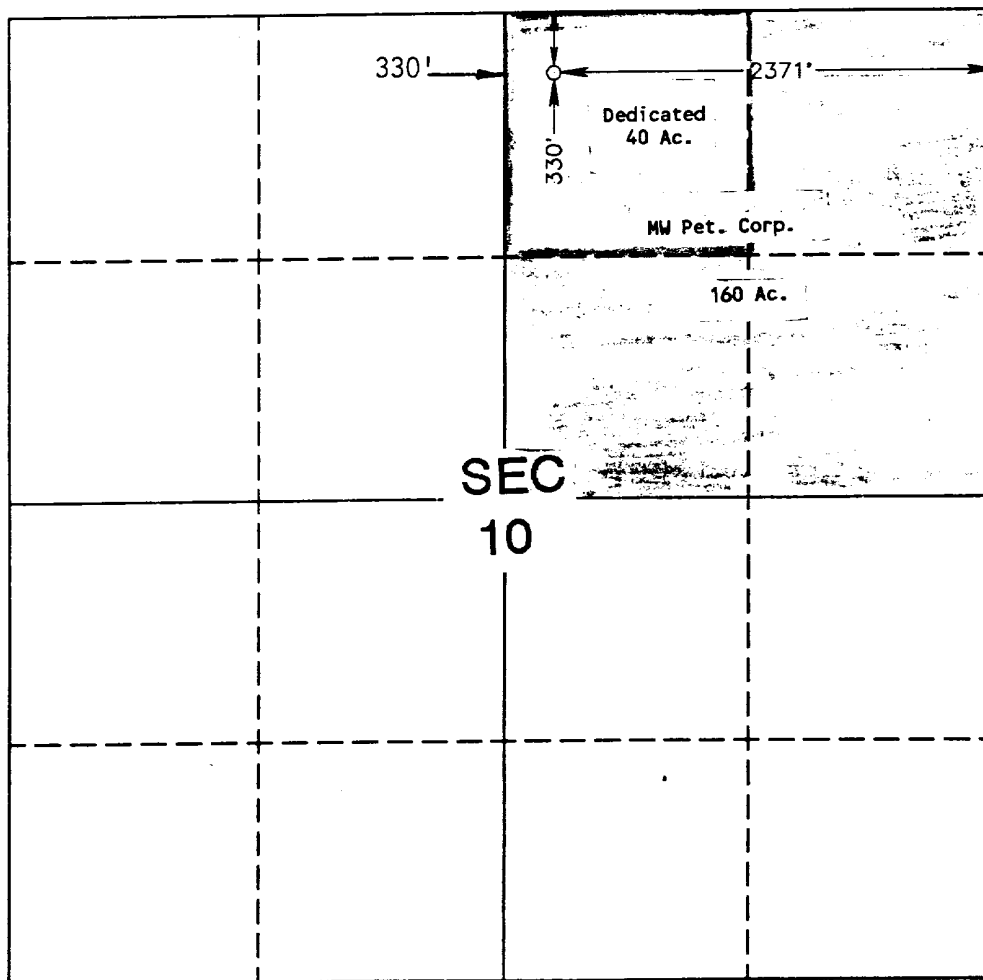 330'
2371'
Dedicated
40 Ac.
330'
MW Pet. Corp.
160 Ac.
SEC
10